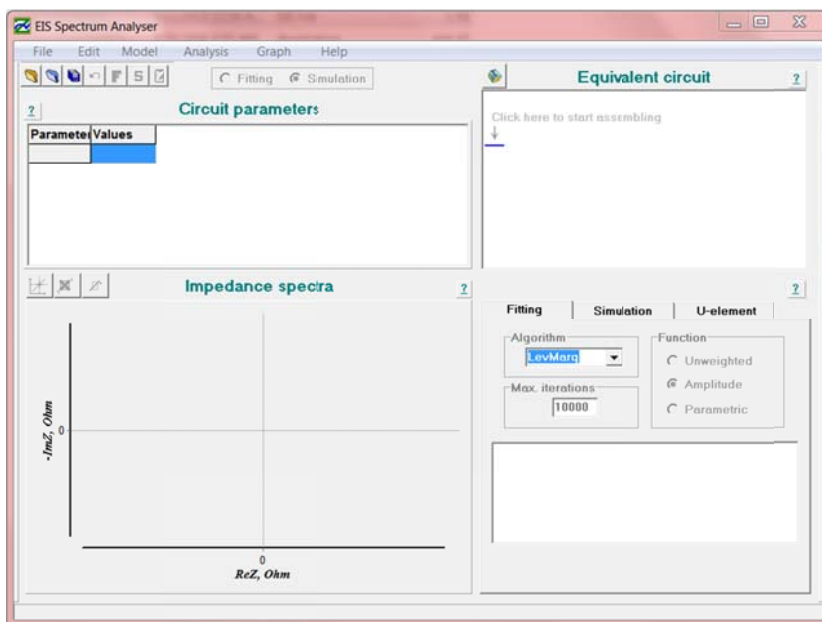 EIS Spectrum Analyser
File Edit Model Analysis Graph Help
F S
Fitting Simulation
? Circuit parameters
Equivalent circuit ?
Paramete Values
Click here to start assembling
Impedance spectra ?
?
Fitting Simulation U-element
Algorithm
LevMarq
Function
Unweighted
Amplitude
Parametric
Max. iterations
10000
-ImZ, Ohm
0
0
ReZ, Ohm